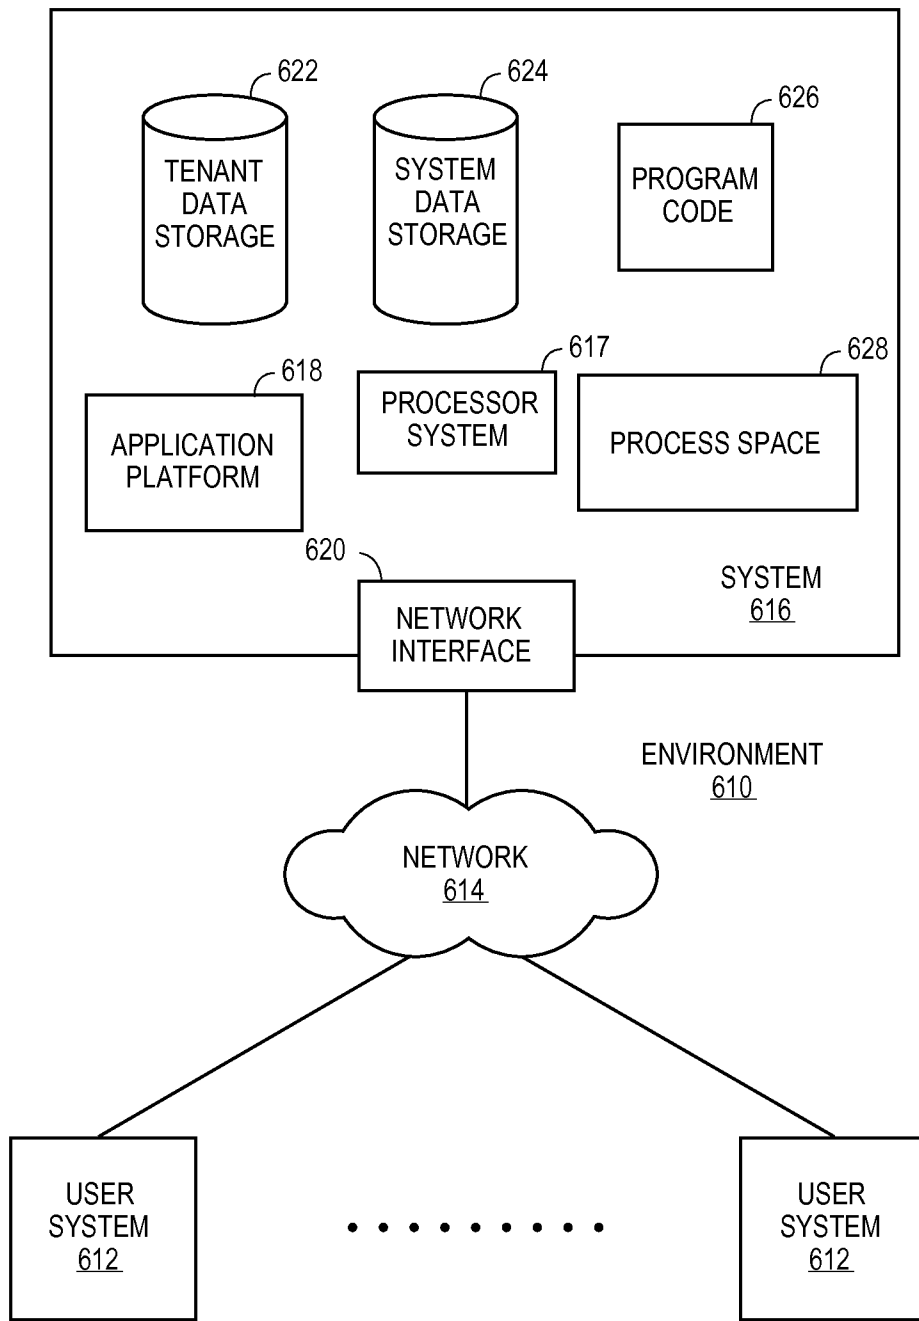 622
624
626
TENANT
DATA
STORAGE
SYSTEM
DATA
STORAGE
PROGRAM
CODE
618
617
628
APPLICATION
PLATFORM
PROCESSOR
SYSTEM
PROCESS SPACE
620
NETWORK
INTERFACE
SYSTEM
616
ENVIRONMENT
610
NETWORK
614
USER
SYSTEM
612
USER
SYSTEM
612